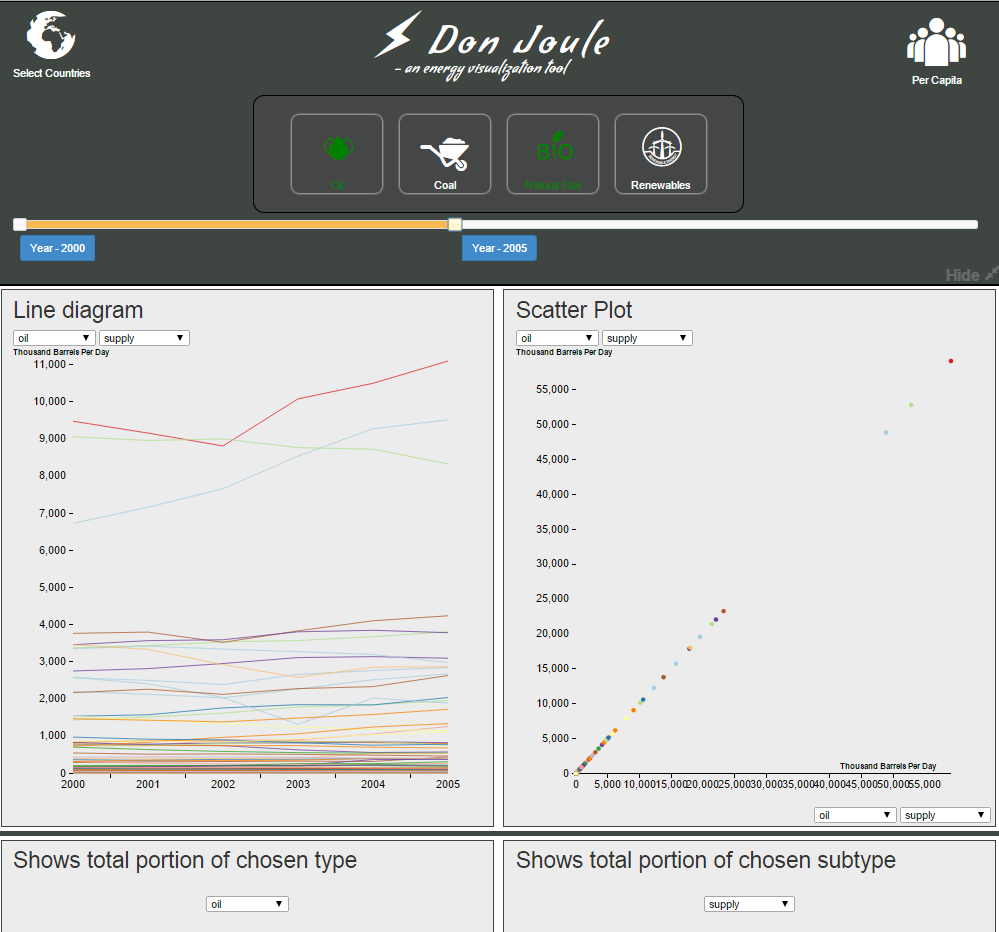 Don Joule
- an energy visualization tool
Select Countries
Per Capita
Oil
Coal
BIO
Natural Gas
Renewables
Year - 2000
Year - 2005
Hide
Line diagram
oil
supply
Thousand Barrels Per Day
11,000
10,000
9,000
8,000
7,000
6,000
5,000
4,000
3,000
2,000
1,000
0
2000 2001 2002 2003 2004 2005
Scatter Plot
oil
supply
Thousand Barrels Per Day
55,000
50,000
45,000
40,000
35,000
30,000
25,000
20,000
15,000
10,000
5,000
0
Thousand Barrels Per Day
0 5,000 10,000 15,000 20,000 25,000 30,000 35,000 40,000 45,000 50,000 55,000
oil
supply
Shows total portion of chosen type
oil
Shows total portion of chosen subtype
supply